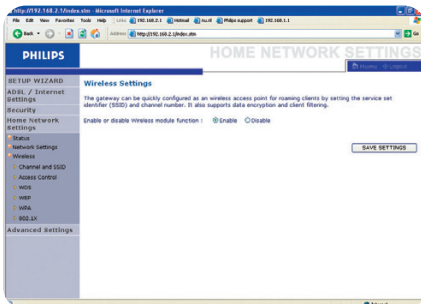 http://192.168.2.1/index.stm - Microsoft Internet Explorer
File Edit View Favorites Tools Help Links 192.168.2.1 Hotmail nu.nl Philips support 192.168.1.1
Back
Address http://192.168.2.1/index.stm Go
PHILIPS
HOME NETWORK SETTINGS
Home Logout
SETUP WIZARD
ADSL / Internet Settings
Security
Home Network Settings
Status
Network Settings
Wireless
Channel and SSID
Access Control
WDS
WEP
WPA
802.1X
Advanced Settings
Wireless Settings
The gateway can be quickly configured as an wireless access point for roaming clients by setting the service set
identifier (SSID) and channel number. It also supports data encryption and client filtering.
Enable or disable Wireless module function : Enable Disable
SAVE SETTINGS